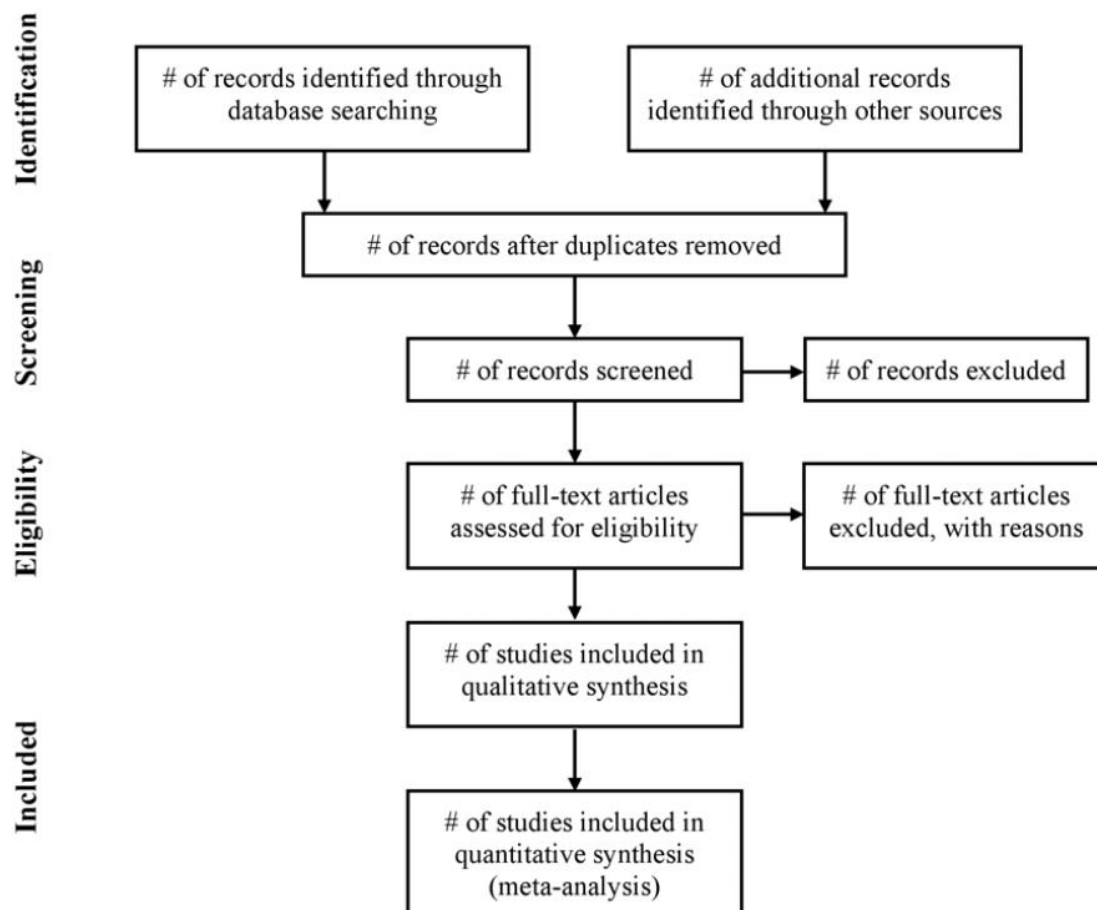 Identification
# of records identified through
database searching
# of additional records
identified through other sources
# of records after duplicates removed
Screening
# of records screened
# of records excluded
Eligibility
# of full-text articles
assessed for eligibility
# of full-text articles
excluded, with reasons
# of studies included in
qualitative synthesis
Included
# of studies included in
quantitative synthesis
(meta-analysis)